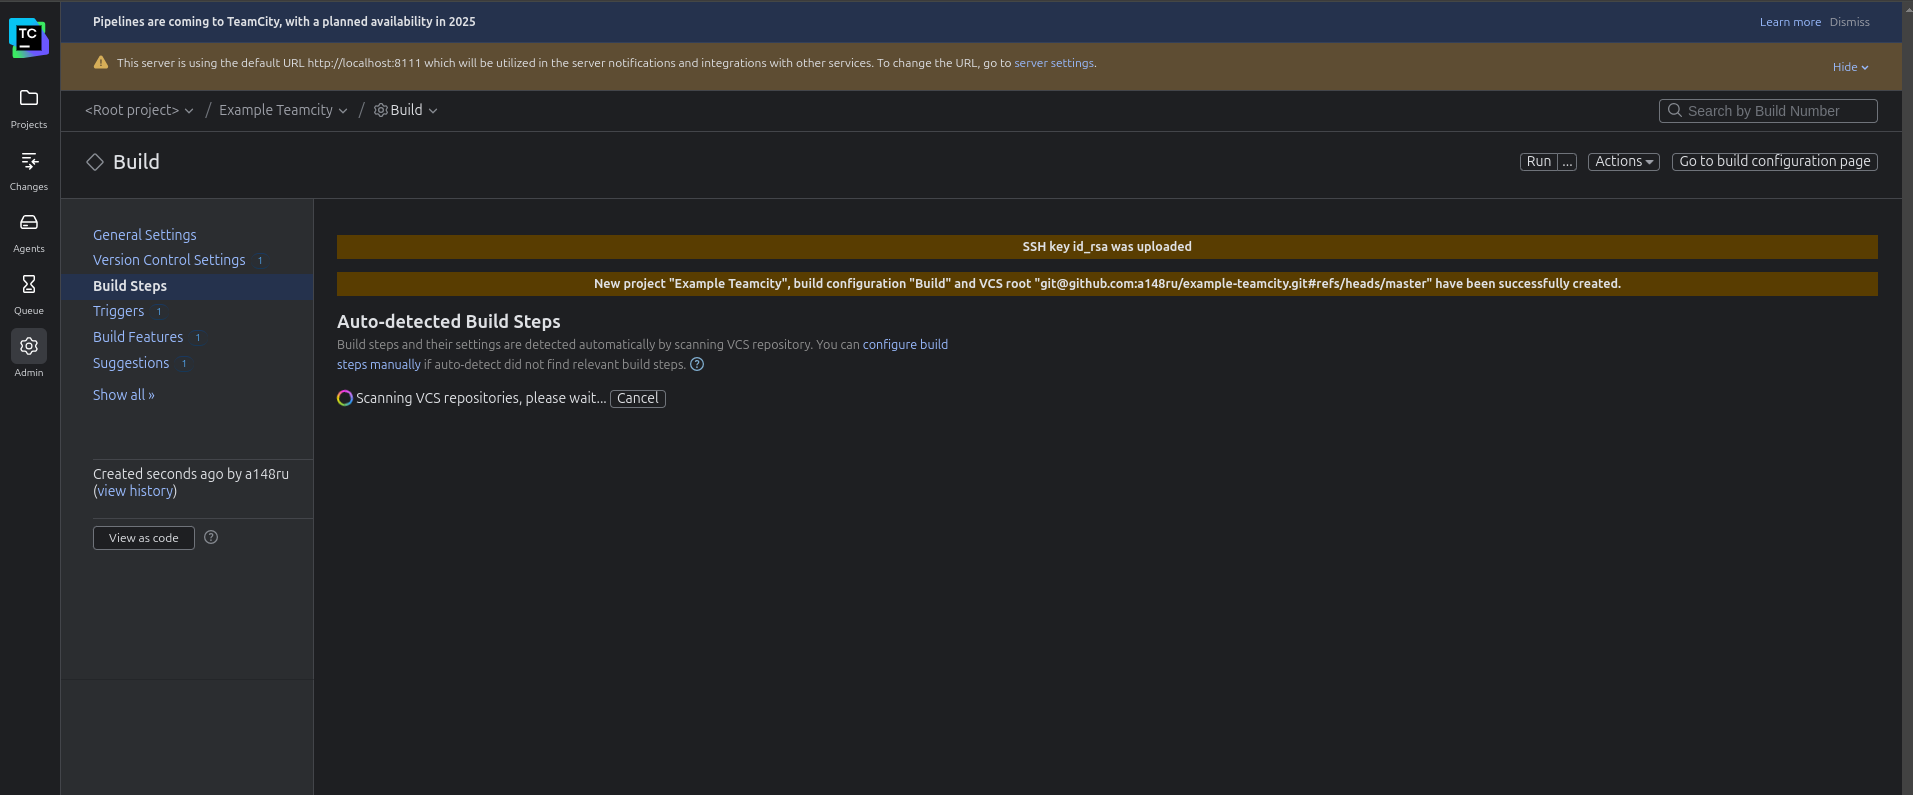 Pipelines are coming to TeamCity, with a planned availability in 2025
Learn more Dismiss
TC
This server is using the default URL http://localhost:8111 which will be utilized in the server notifications and integrations with other services. To change the URL, go to server settings.
Hide
<Root project> / Example Teamcity / Build
Search by Build Number
Projects
Changes
Agents
Queue
Admin
Build
Run ... Actions Go to build configuration page
General Settings
Version Control Settings 1
Build Steps
Triggers 1
Build Features 1
Suggestions 1
Show all »
Created seconds ago by a148ru
(view history)
View as code ?
SSH key id_rsa was uploaded
New project "Example Teamcity", build configuration "Build" and VCS root "git@github.com:a148ru/example-teamcity.git#refs/heads/master" have been successfully created.
Auto-detected Build Steps
Build steps and their settings are detected automatically by scanning VCS repository. You can configure build
steps manually if auto-detect did not find relevant build steps. ?
Scanning VCS repositories, please wait... Cancel